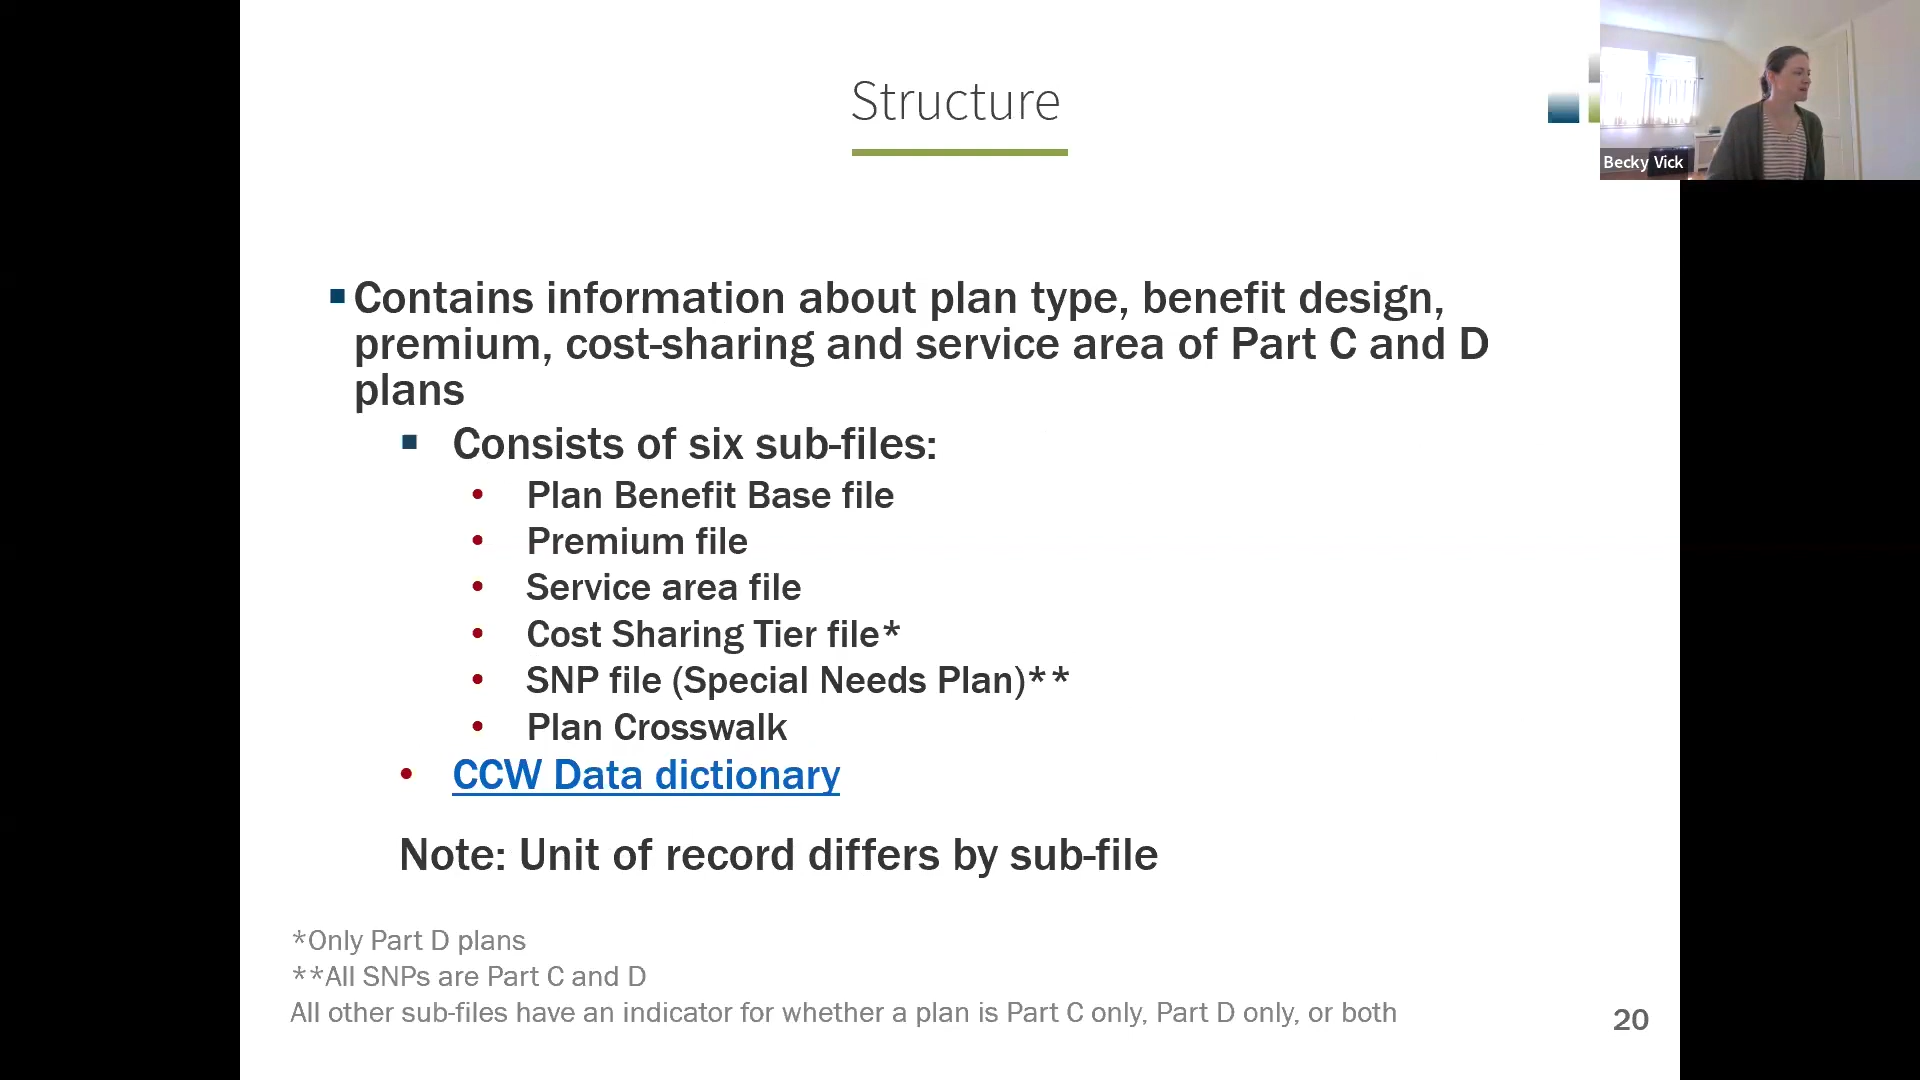 Structure
Becky Vick
▪ Contains information about plan type, benefit design,
premium, cost-sharing and service area of Part C and D
plans
▪ Consists of six sub-files:
• Plan Benefit Base file
• Premium file
• Service area file
• Cost Sharing Tier file*
• SNP file (Special Needs Plan)**
• Plan Crosswalk
• CCW Data dictionary
Note: Unit of record differs by sub-file
*Only Part D plans
**All SNPs are Part C and D
All other sub-files have an indicator for whether a plan is Part C only, Part D only, or both
20